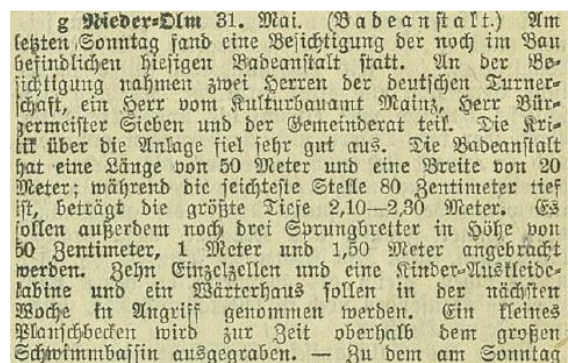 g Nieder-Olm 31. Mai. (Badeanstalt.) Am
letzten Sonntag fand eine Besichtigung der noch im Bau
befindlichen hiesigen Badeanstalt statt. An der Be-
sichtigung nahmen zwei Herren der deutschen Turner-
schaft, ein Herr vom Kulturbauamt Mainz, Herr Bür-
germeister Sieben und der Gemeinderat teil. Die Kri-
tik über die Anlage fiel sehr gut aus. Die Badeanstalt
hat eine Länge von 50 Meter und eine Breite von 20
Meter; während die seichteste Stelle 80 Zentimeter tief
ist, beträgt die größte Tiefe 2,10—2,30 Meter. Es
sollen außerdem noch drei Sprungbreiter in Höhe von
50 Zentimeter, 1 Meter und 1,50 Meter angebracht
werden. Zehn Einzelzellen und eine Kinder-Auskleide-
kabine und ein Wärterhaus sollen in der nächsten
Woche in Angriff genommen werden. Ein kleines
Planschbecken wird zur Zeit oberhalb dem großen
Schwimmbassin ausgegraben. — Zu dem am Sonntag